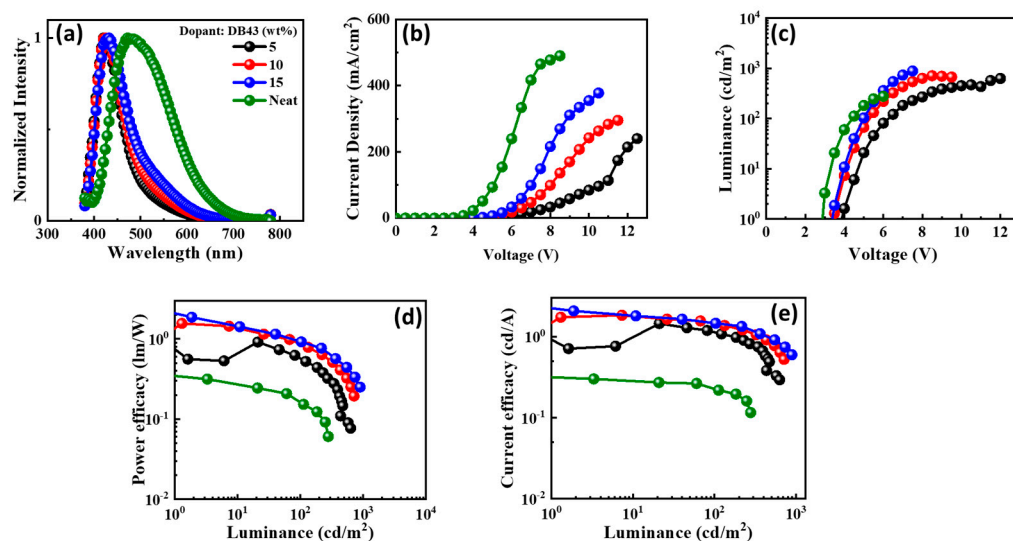 (a)
Dopant: DB43 (wt%)
5
10
15
Neat
Normalized Intensity
1
0
300 400 500 600 700 800
Wavelength (nm)
(b)
Current Density (mA/cm²)
600
400
200
0
0 2 4 6 8 10 12
Voltage (V)
(c)
Luminance (cd/m²)
10⁴
10³
10²
10¹
10⁰
0 2 4 6 8 10 12
Voltage (V)
(d)
Power efficacy (lm/W)
10⁰
10⁻¹
10⁻²
10⁰ 10¹ 10² 10³ 10⁴
Luminance (cd/m²)
(e)
Current efficacy (cd/A)
10⁰
10⁻¹
10⁻²
10⁰ 10¹ 10² 10³
Luminance (cd/m²)